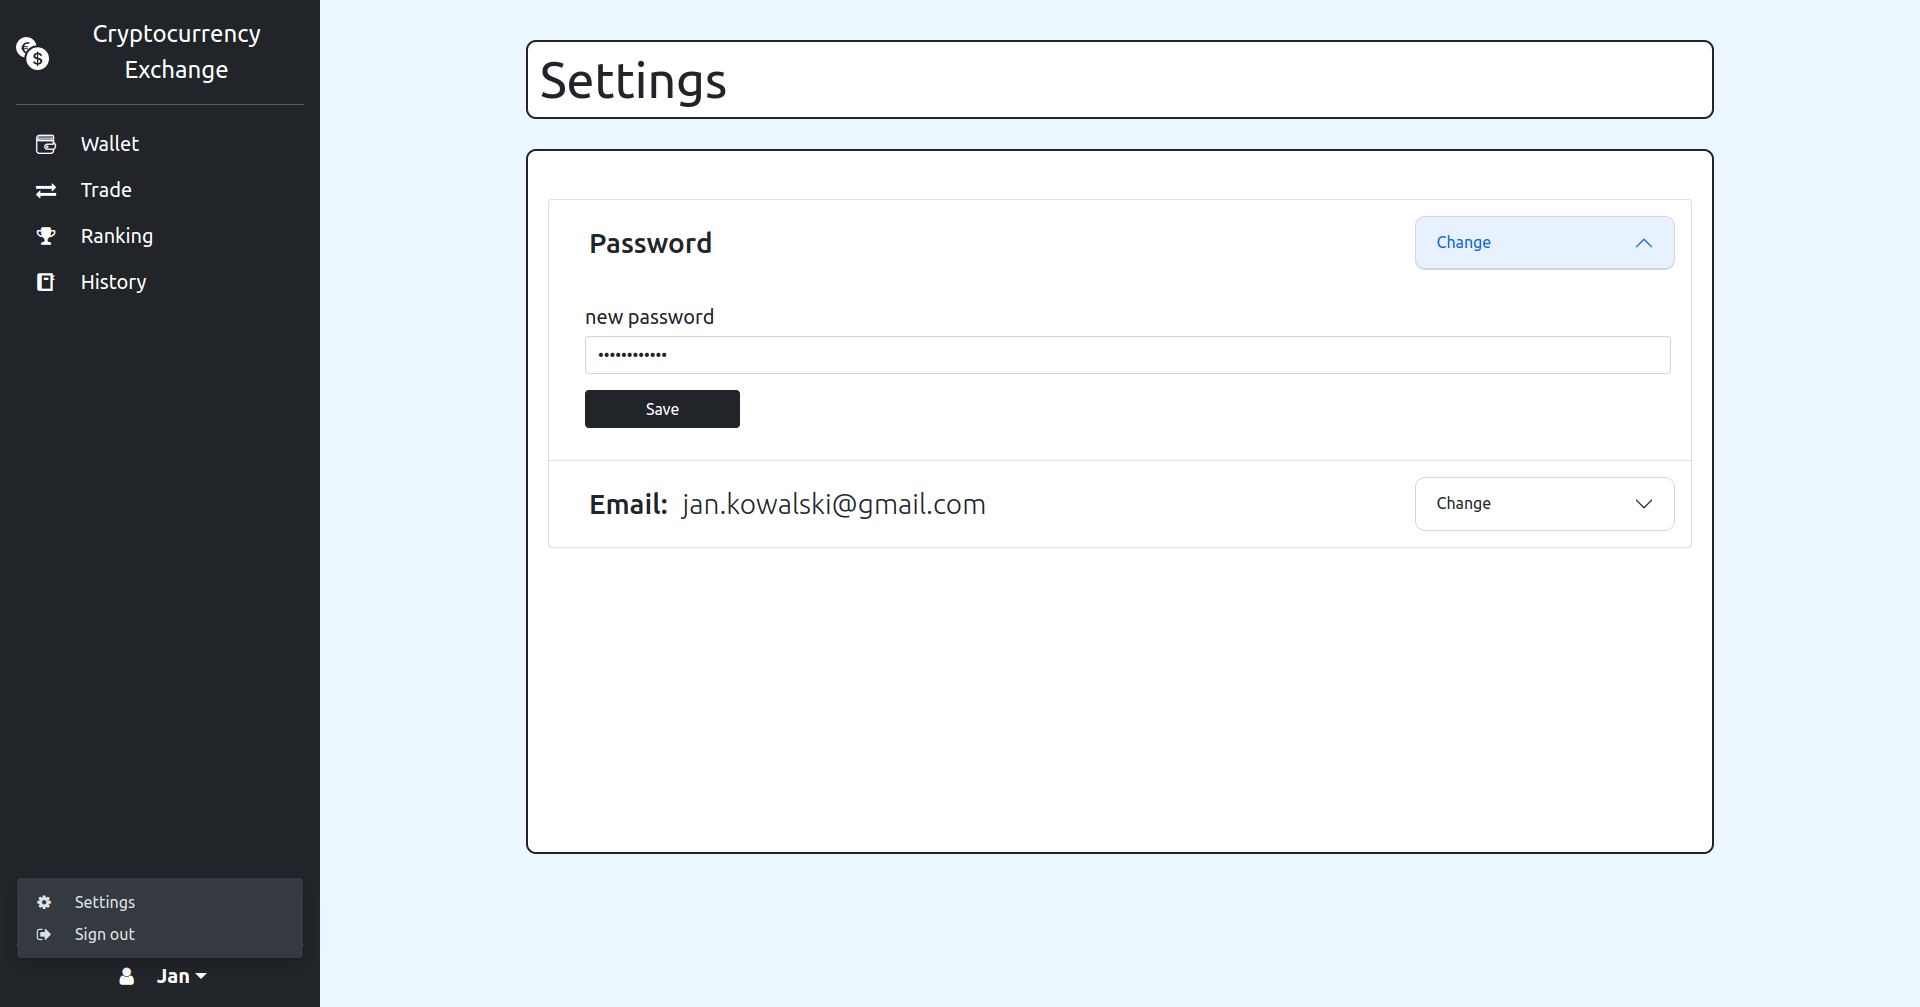 Cryptocurrency
Exchange
Wallet
Trade
Ranking
History
Settings
Sign out
Jan
Settings
Password
Change
new password
••••••••••••
Save
Email: jan.kowalski@gmail.com
Change